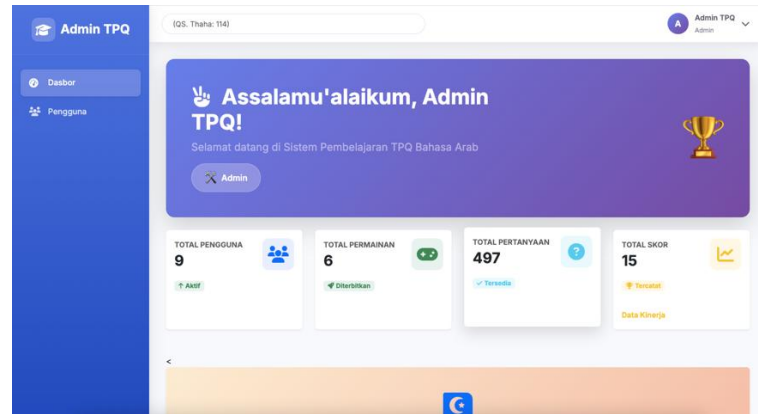 Admin TPQ
(QS. Thaha: 114)
A
Admin TPQ
Admin
Dasbor
Pengguna
Assalamu'alaikum, Admin
TPQ!
Selamat datang di Sistem Pembelajaran TPQ Bahasa Arab
Admin
TOTAL PENGGUNA
9
↑ Aktif
TOTAL PERMAINAN
6
Diterbitkan
TOTAL PERTANYAAN
497
?
✓ Tersedia
TOTAL SKOR
15
Tersatat
Data Kinerja
<